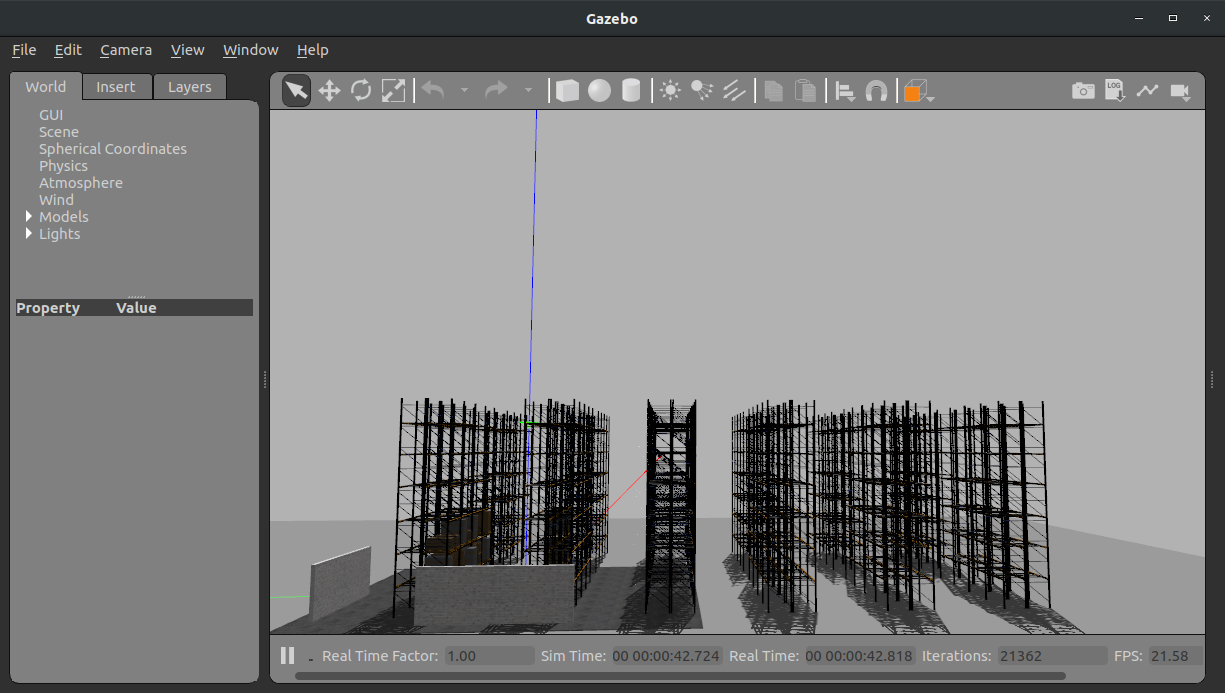 Gazebo
File Edit Camera View Window Help
World Insert Layers
GUI
Scene
Spherical Coordinates
Physics
Atmosphere
Wind
Models
Lights
Property Value
LOG
Real Time Factor: 1.00 Sim Time: 00 00:00:42.724 Real Time: 00 00:00:42.818 Iterations: 21362 FPS: 21.58